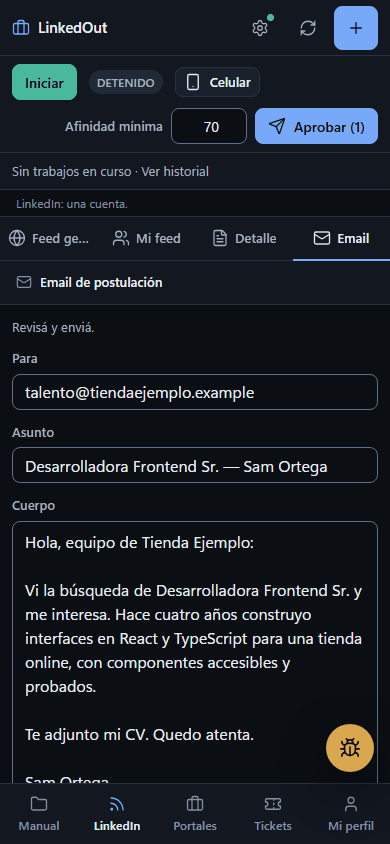 LinkedOut
Iniciar
DETENIDO
Celular
Afinidad mínima
70
Aprobar (1)
Sin trabajos en curso · Ver historial
LinkedIn: una cuenta.
Feed ge...
Mi feed
Detalle
Email
Email de postulación
Revisá y enviá.
Para
talento@tiendaejemplo.example
Asunto
Desarrolladora Frontend Sr. — Sam Ortega
Cuerpo
Hola, equipo de Tienda Ejemplo:
Vi la búsqueda de Desarrolladora Frontend Sr. y
me interesa. Hace cuatro años construyo
interfaces en React y TypeScript para una tienda
online, con componentes accesibles y
probados.
Te adjunto mi CV. Quedo atenta.
Sam Ortega
Manual
LinkedIn
Portales
Tickets
Mi perfil